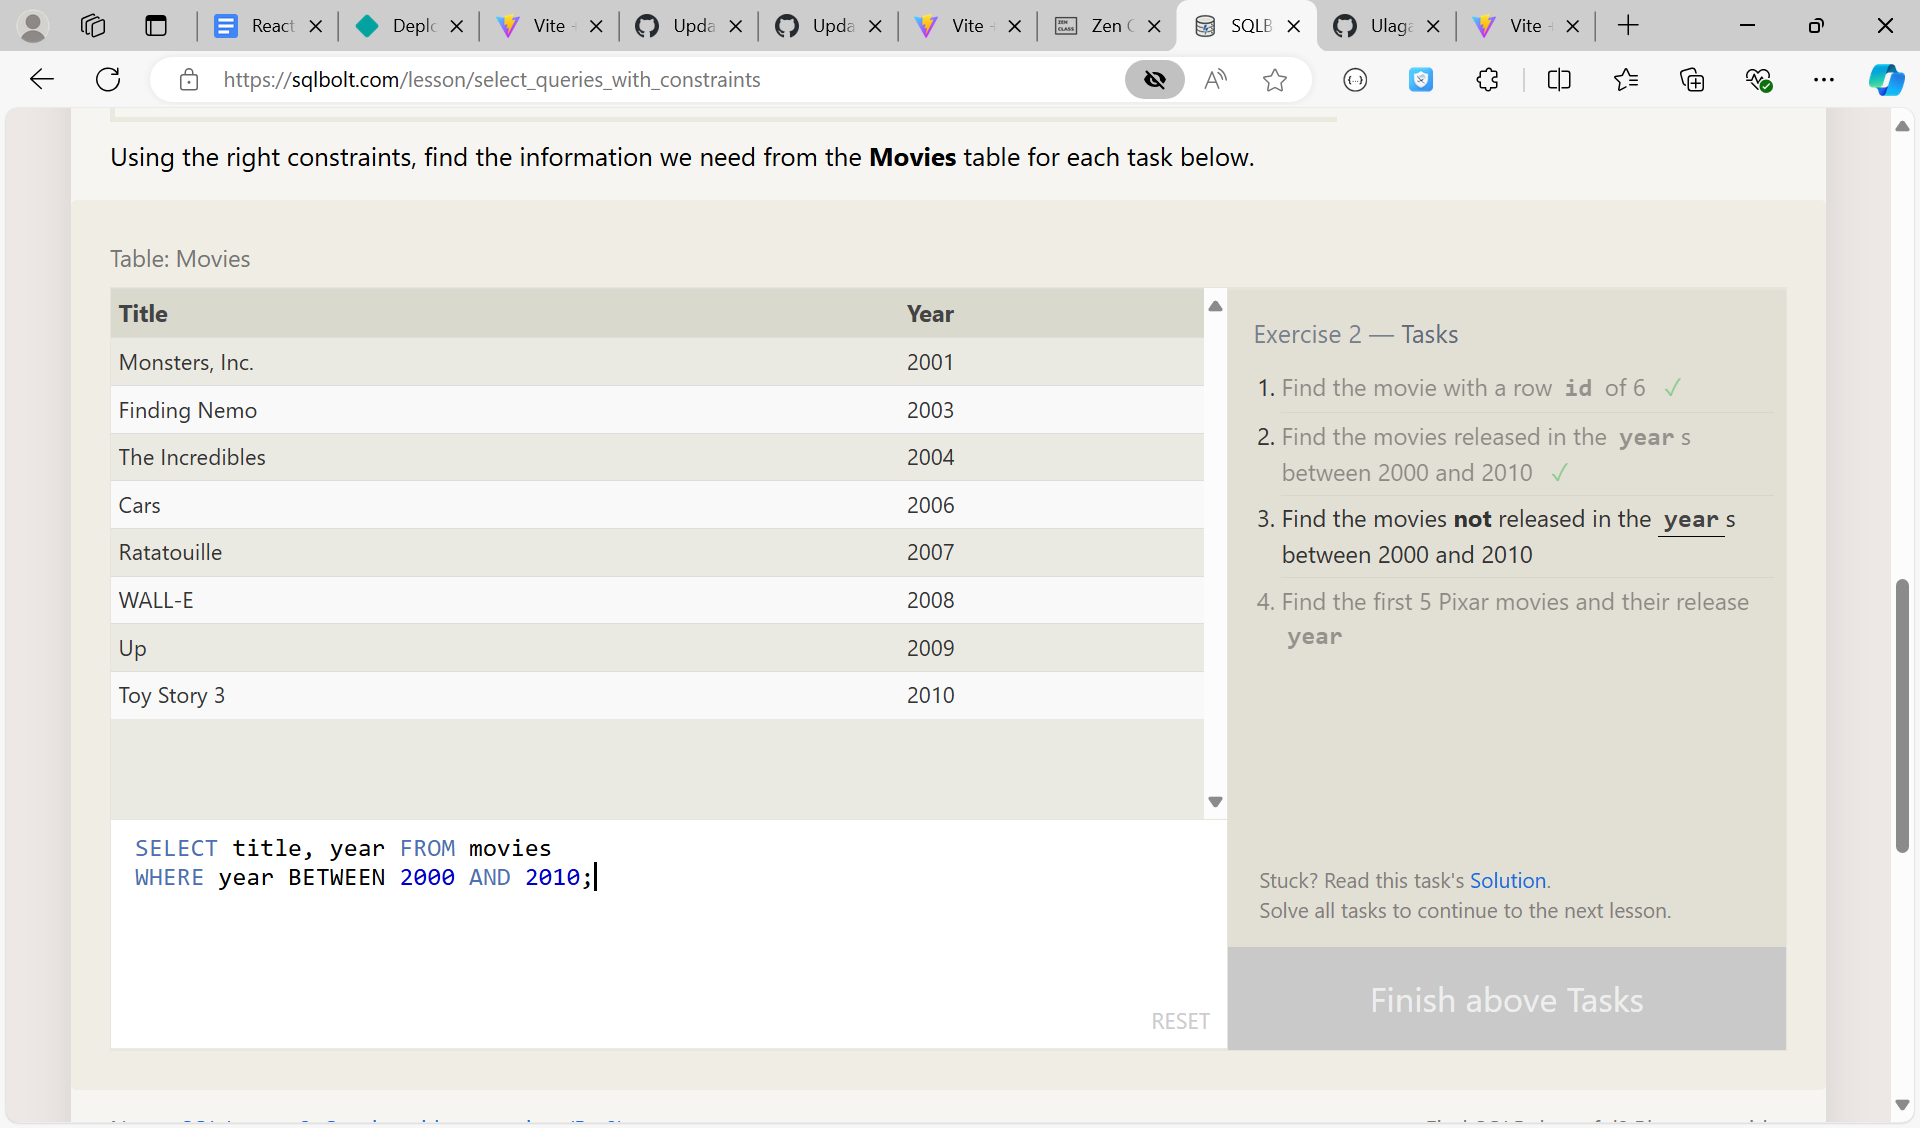 React
Deplo
Vite
Upda
Upda
Vite
Zen C
SQLB
Ulaga
Vite
https://sqlbolt.com/lesson/select_queries_with_constraints
Using the right constraints, find the information we need from the Movies table for each task below.
Table: Movies
Title Year
Monsters, Inc. 2001
Finding Nemo 2003
The Incredibles 2004
Cars 2006
Ratatouille 2007
WALL-E 2008
Up 2009
Toy Story 3 2010
SELECT title, year FROM movies
WHERE year BETWEEN 2000 AND 2010;
RESET
Exercise 2 — Tasks
1. Find the movie with a row id of 6 ✓
2. Find the movies released in the year s
between 2000 and 2010 ✓
3. Find the movies not released in the year s
between 2000 and 2010
4. Find the first 5 Pixar movies and their release
year
Stuck? Read this task's Solution.
Solve all tasks to continue to the next lesson.
Finish above Tasks